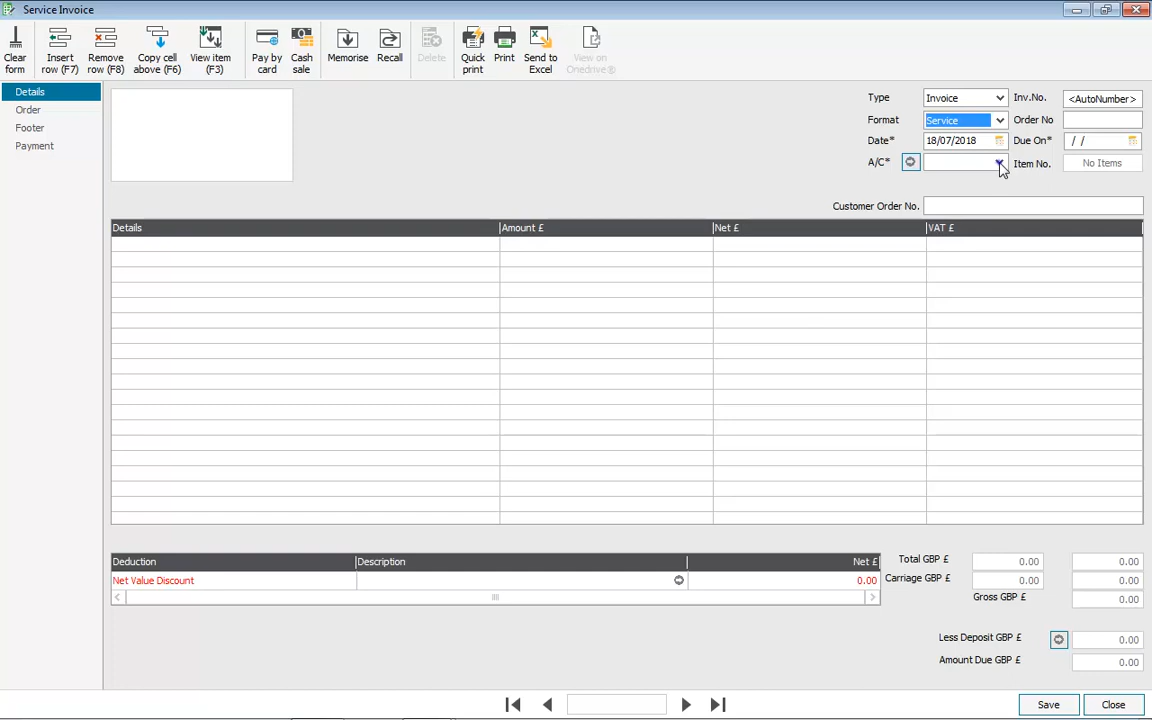 Service Invoice
Clear form
Insert row (F7)
Remove row (F8)
Copy cell above (F6)
View item (F3)
Pay by card
Cash sale
Memorise
Recall
Delete
Quick print
Print
Send to Excel
View on Onedrive®
Details
Order
Footer
Payment
Type Invoice Inv.No. <AutoNumber>
Format Service Order No
Date* 18/07/2018 Due On* / /
A/C* Item No. No Items
Customer Order No.
Details Amount £ Net £ VAT £
Deduction Description Net £
Net Value Discount 0.00
Total GBP £ 0.00 0.00
Carriage GBP £ 0.00 0.00
Gross GBP £ 0.00
Less Deposit GBP £ 0.00
Amount Due GBP £ 0.00
Save Close